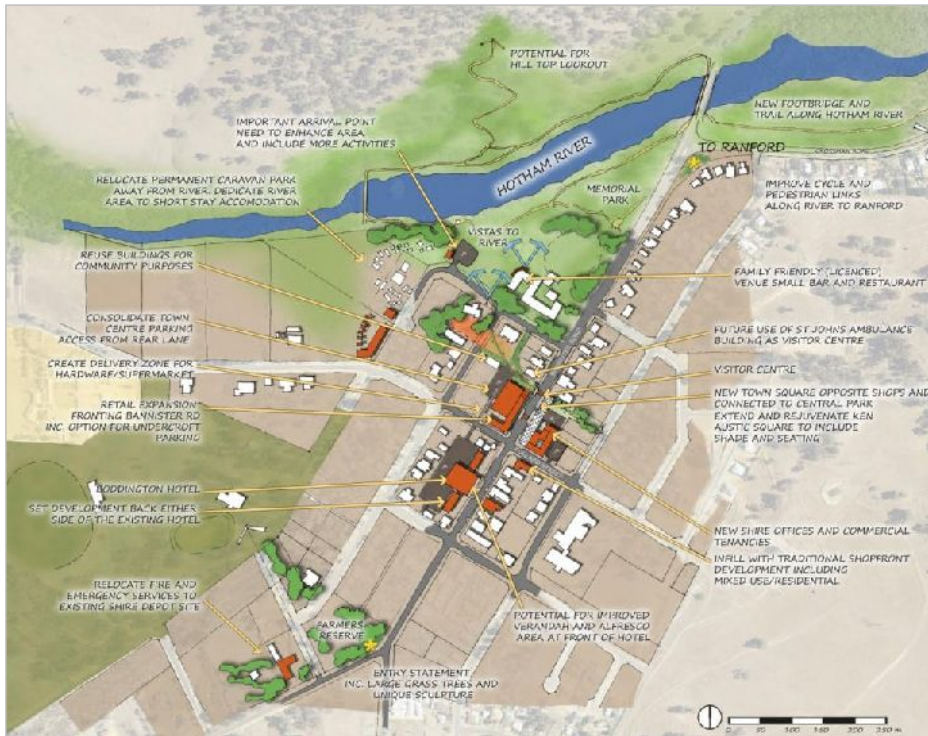 POTENTIAL FOR
HILL TOP LOOKOUT
IMPORTANT ARRIVAL POINT
NEED TO ENHANCE AREA
AND INCLUDE MORE ACTIVITIES
NEW FOOTBRIDGE AND
TRAIL ALONG HOTHAM RIVER
CROSSMAN ROAD
TO RANFORD
HOTHAM RIVER
RELOCATE PERMANENT CARAVAN PARK
AWAY FROM RIVER. DEDICATE RIVER
AREA TO SHORT STAY ACCOMODATION
MEMORIAL
PARK
IMPROVE CYCLE AND
PEDESTRIAN LINKS
ALONG RIVER TO RANFORD
VISTAS TO
RIVER
REUSE BUILDINGS FOR
COMMUNITY PURPOSES
FAMILY FRIENDLY (LICENCED)
VENUE SMALL BAR AND RESTAURANT
CONSOLIDATE TOWN
CENTRE PARKING
ACCESS FROM REAR LANE
FUTURE USE OF ST JOHNS AMBULANCE
BUILDING AS VISITOR CENTRE
CREATE DELIVERY ZONE FOR
HARDWARE/SUPERMARKET
VISITOR CENTRE
RETAIL EXPANSION
FRONTING BANNISTER RD
INC. OPTION FOR UNDERCROFT
PARKING
NEW TOWN SQUARE OPPOSITE SHOPS AND
CONNECTED TO CENTRAL PARK
EXTEND AND REJUVENATE KEN
AUSTIC SQUARE TO INCLUDE
SHADE AND SEATING
BODDINGTON HOTEL
SET DEVELOPMENT BACK EITHER
SIDE OF THE EXISTING HOTEL
NEW SHIRE OFFICES AND COMMERCIAL
TENANCIES
INFILL WITH TRADITIONAL SHOPFRONT
DEVELOPMENT INCLUDING
MIXED USE/RESIDENTIAL
RELOCATE FIRE AND
EMERGENCY SERVICES TO
EXISTING SHIRE DEPOT SITE
FARMERS
RESERVE
POTENTIAL FOR IMPROVED
VERANDAH AND ALFRESCO
AREA AT FRONT OF HOTEL
ENTRY STATEMENT
INC. LARGE GRASS TREES AND
UNIQUE SCULPTURE
0 50 100 150 200 250 m